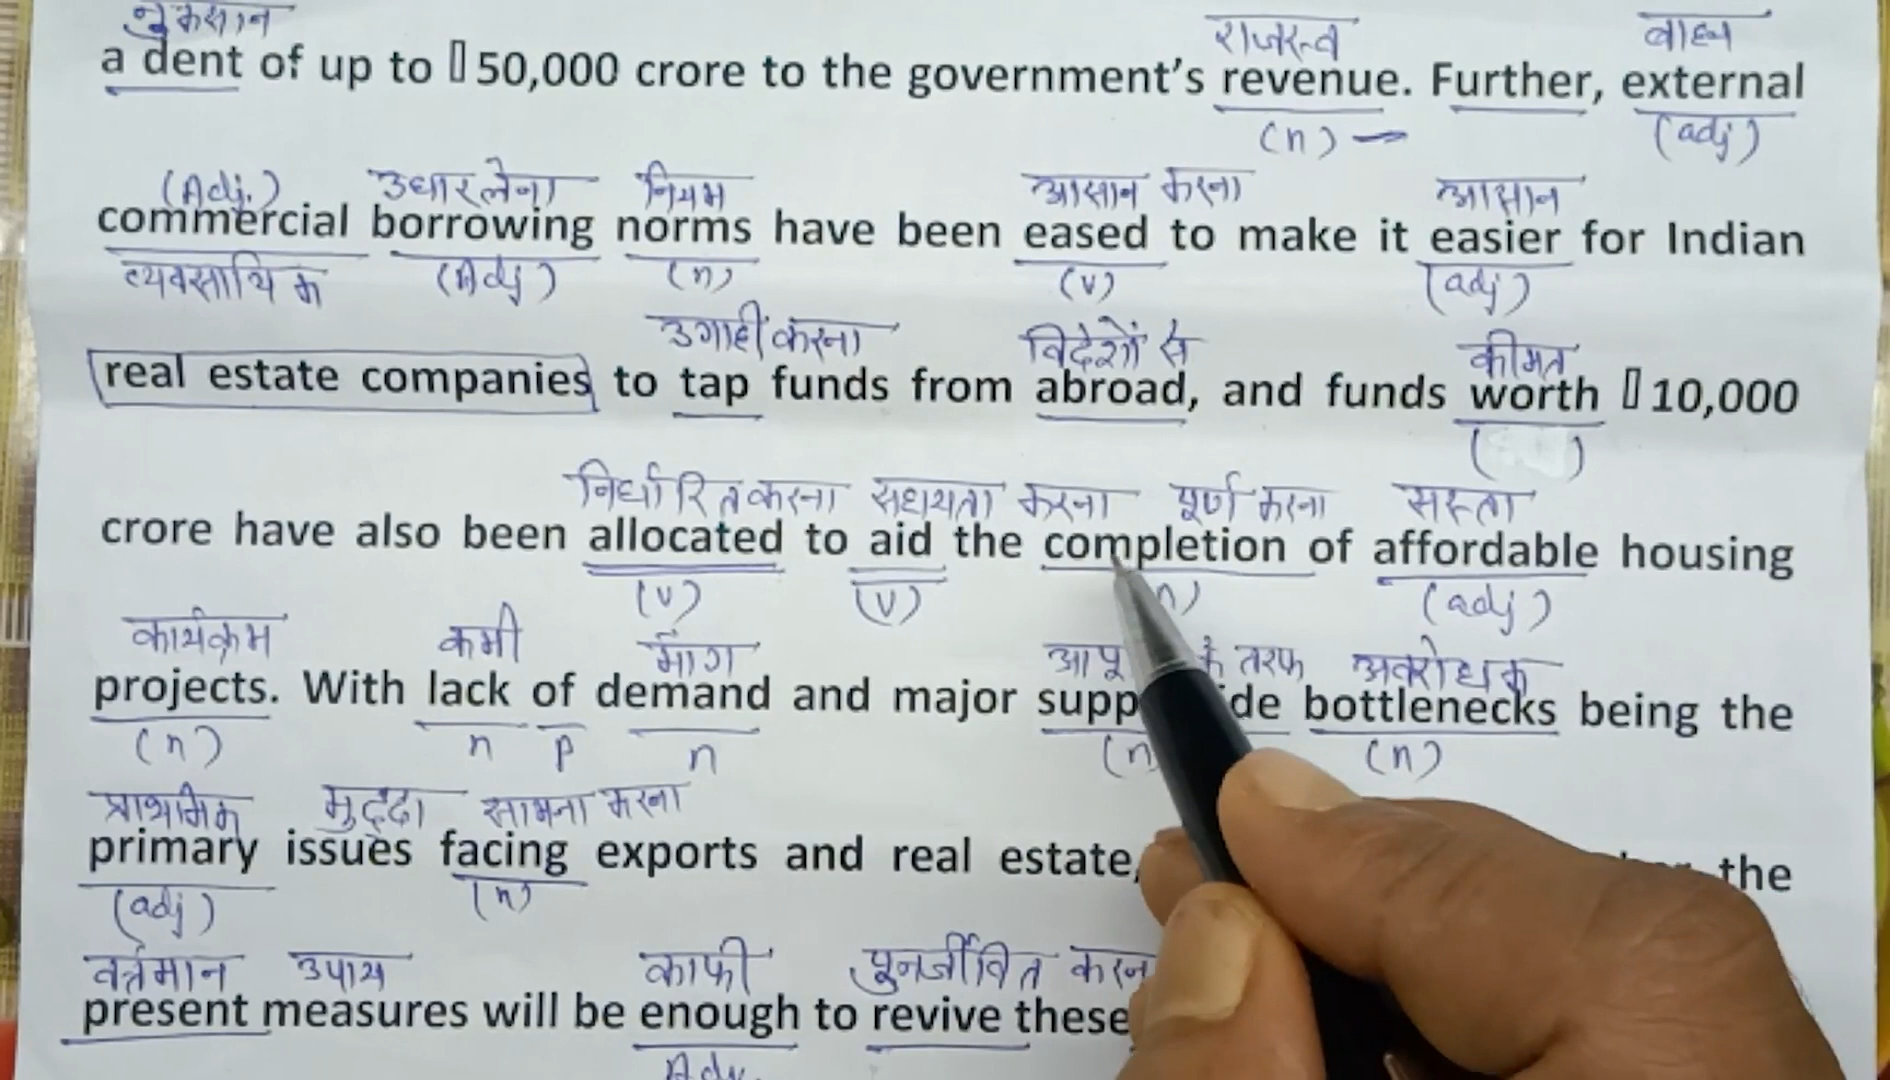 नुकसान राजस्व बाह्य
a dent of up to ▯50,000 crore to the government’s revenue. Further, external
(n) (adj)
(Adj.) उधार लेना नियम आसान करना आसान
commercial borrowing norms have been eased to make it easier for Indian
व्यवसायिक (Adj) (n) (v) (adj)
उगाही करना विदेशों से कीमत
real estate companies to tap funds from abroad, and funds worth ▯10,000
( )
निर्धारित करना सहायता करना पूर्ण करना सस्ता
crore have also been allocated to aid the completion of affordable housing
(v) (v) n) (adj)
कार्यक्रम कमी माँग आपू के तरफ अवरोधक
projects. With lack of demand and major supp de bottlenecks being the
(n) n p n (n (n)
प्राथमिक मुद्दा सामना करना
primary issues facing exports and real estate, the
(adj) (n)
वर्तमान उपाय काफी पुनर्जीवित करन
present measures will be enough to revive these
Adv.